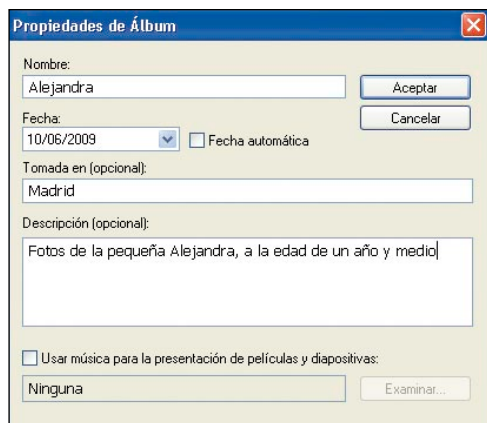 Propiedades de Álbum
Nombre:
Alejandra
Aceptar
Fecha:
Cancelar
10/06/2009
Fecha automática
Tomada en (opcional):
Madrid
Descripción (opcional):
Fotos de la pequeña Alejandra, a la edad de un año y medio
Usar música para la presentación de películas y diapositivas:
Ninguna
Examinar...